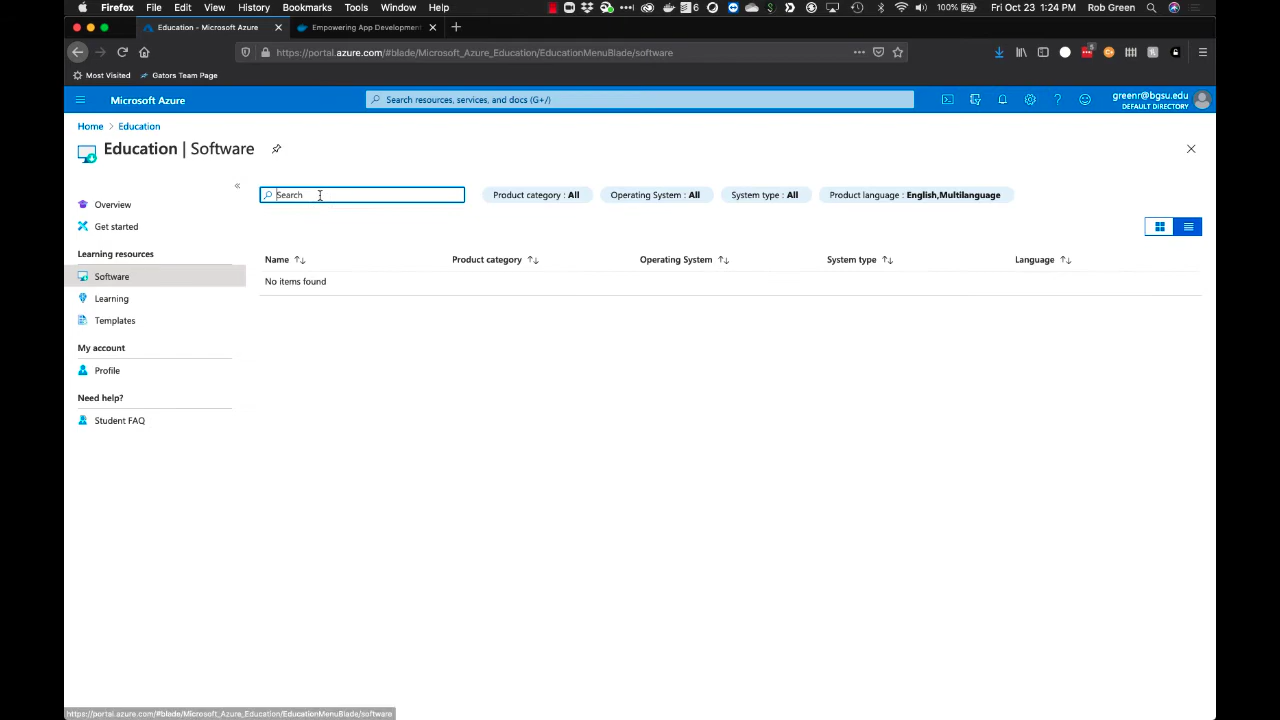 Firefox File Edit View History Bookmarks Tools Window Help 6 100% Fri Oct 23 1:24 PM Rob Green
Education - Microsoft Azure Empowering App Development
https://portal.azure.com/#blade/Microsoft_Azure_Education/EducationMenuBlade/software
Most Visited Gators Team Page
Microsoft Azure Search resources, services, and docs (G+/) greenr@bgsu.edu
DEFAULT DIRECTORY
Home > Education
Education | Software
Search Product category : All Operating System : All System type : All Product language : English,Multilanguage
Overview
Get started
Learning resources
Software
Learning
Templates
My account
Profile
Need help?
Student FAQ
Name Product category Operating System System type Language
No items found
https://portal.azure.com/#blade/Microsoft_Azure_Education/EducationMenuBlade/software